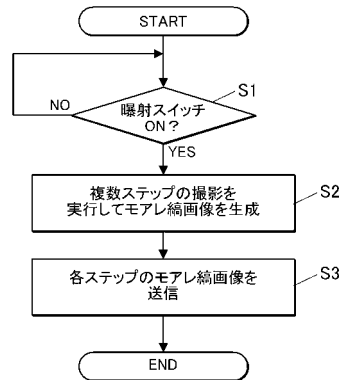 START
曝射スイッチ
ON？
S1
NO
YES
複数ステップの撮影を
実行してモアレ縞画像を生成
S2
各ステップのモアレ縞画像を
送信
S3
END